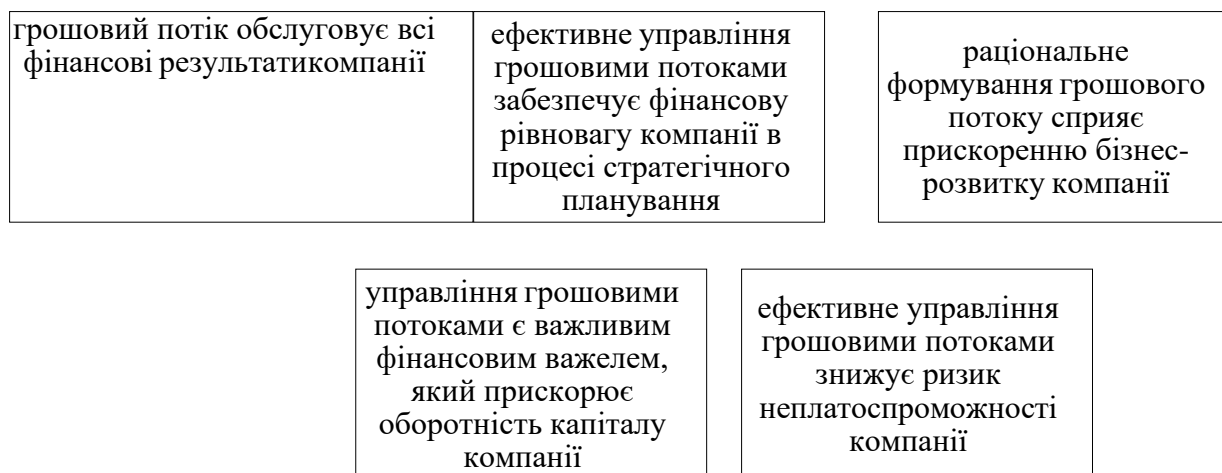 грошовий потік обслуговує всі
фінансові результатикомпанії
ефективне управління
грошовими потоками
забезпечує фінансову
рівновагу компанії в
процесі стратегічного
планування
раціональне
формування грошового
потоку сприяє
прискоренню бізнес-
розвитку компанії
управління грошовими
потоками є важливим
фінансовим важелем,
який прискорює
оборотність капіталу
компанії
ефективне управління
грошовими потоками
знижує ризик
неплатоспроможності
компанії